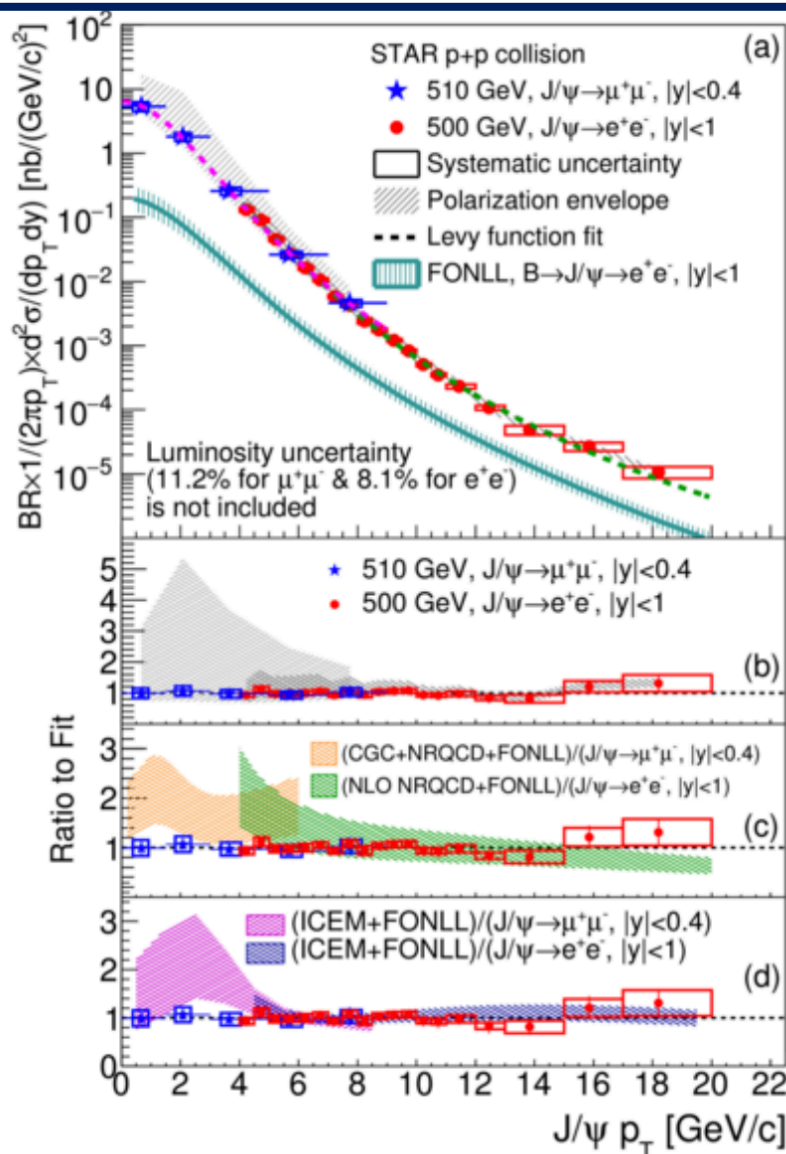 (a)
STAR p+p collision
510 GeV, J/ψ→μ⁺μ⁻, |y|<0.4
500 GeV, J/ψ→e⁺e⁻, |y|<1
Systematic uncertainty
Polarization envelope
Levy function fit
FONLL, B→J/ψ→e⁺e⁻, |y|<1
BR×1/(2πp_T)×d²σ/(dp_T dy) [nb/(GeV/c)²]
10²
10
1
10⁻¹
10⁻²
10⁻³
10⁻⁴
10⁻⁵
Luminosity uncertainty
(11.2% for μ⁺μ⁻ & 8.1% for e⁺e⁻)
is not included
510 GeV, J/ψ→μ⁺μ⁻, |y|<0.4
500 GeV, J/ψ→e⁺e⁻, |y|<1
(b)
5
4
3
2
1
Ratio to Fit
(CGC+NRQCD+FONLL)/(J/ψ→μ⁺μ⁻, |y|<0.4)
(NLO NRQCD+FONLL)/(J/ψ→e⁺e⁻, |y|<1)
(c)
3
2
1
(ICEM+FONLL)/(J/ψ→μ⁺μ⁻, |y|<0.4)
(ICEM+FONLL)/(J/ψ→e⁺e⁻, |y|<1)
(d)
3
2
1
0
0 2 4 6 8 10 12 14 16 18 20 22
J/ψ p_T [GeV/c]